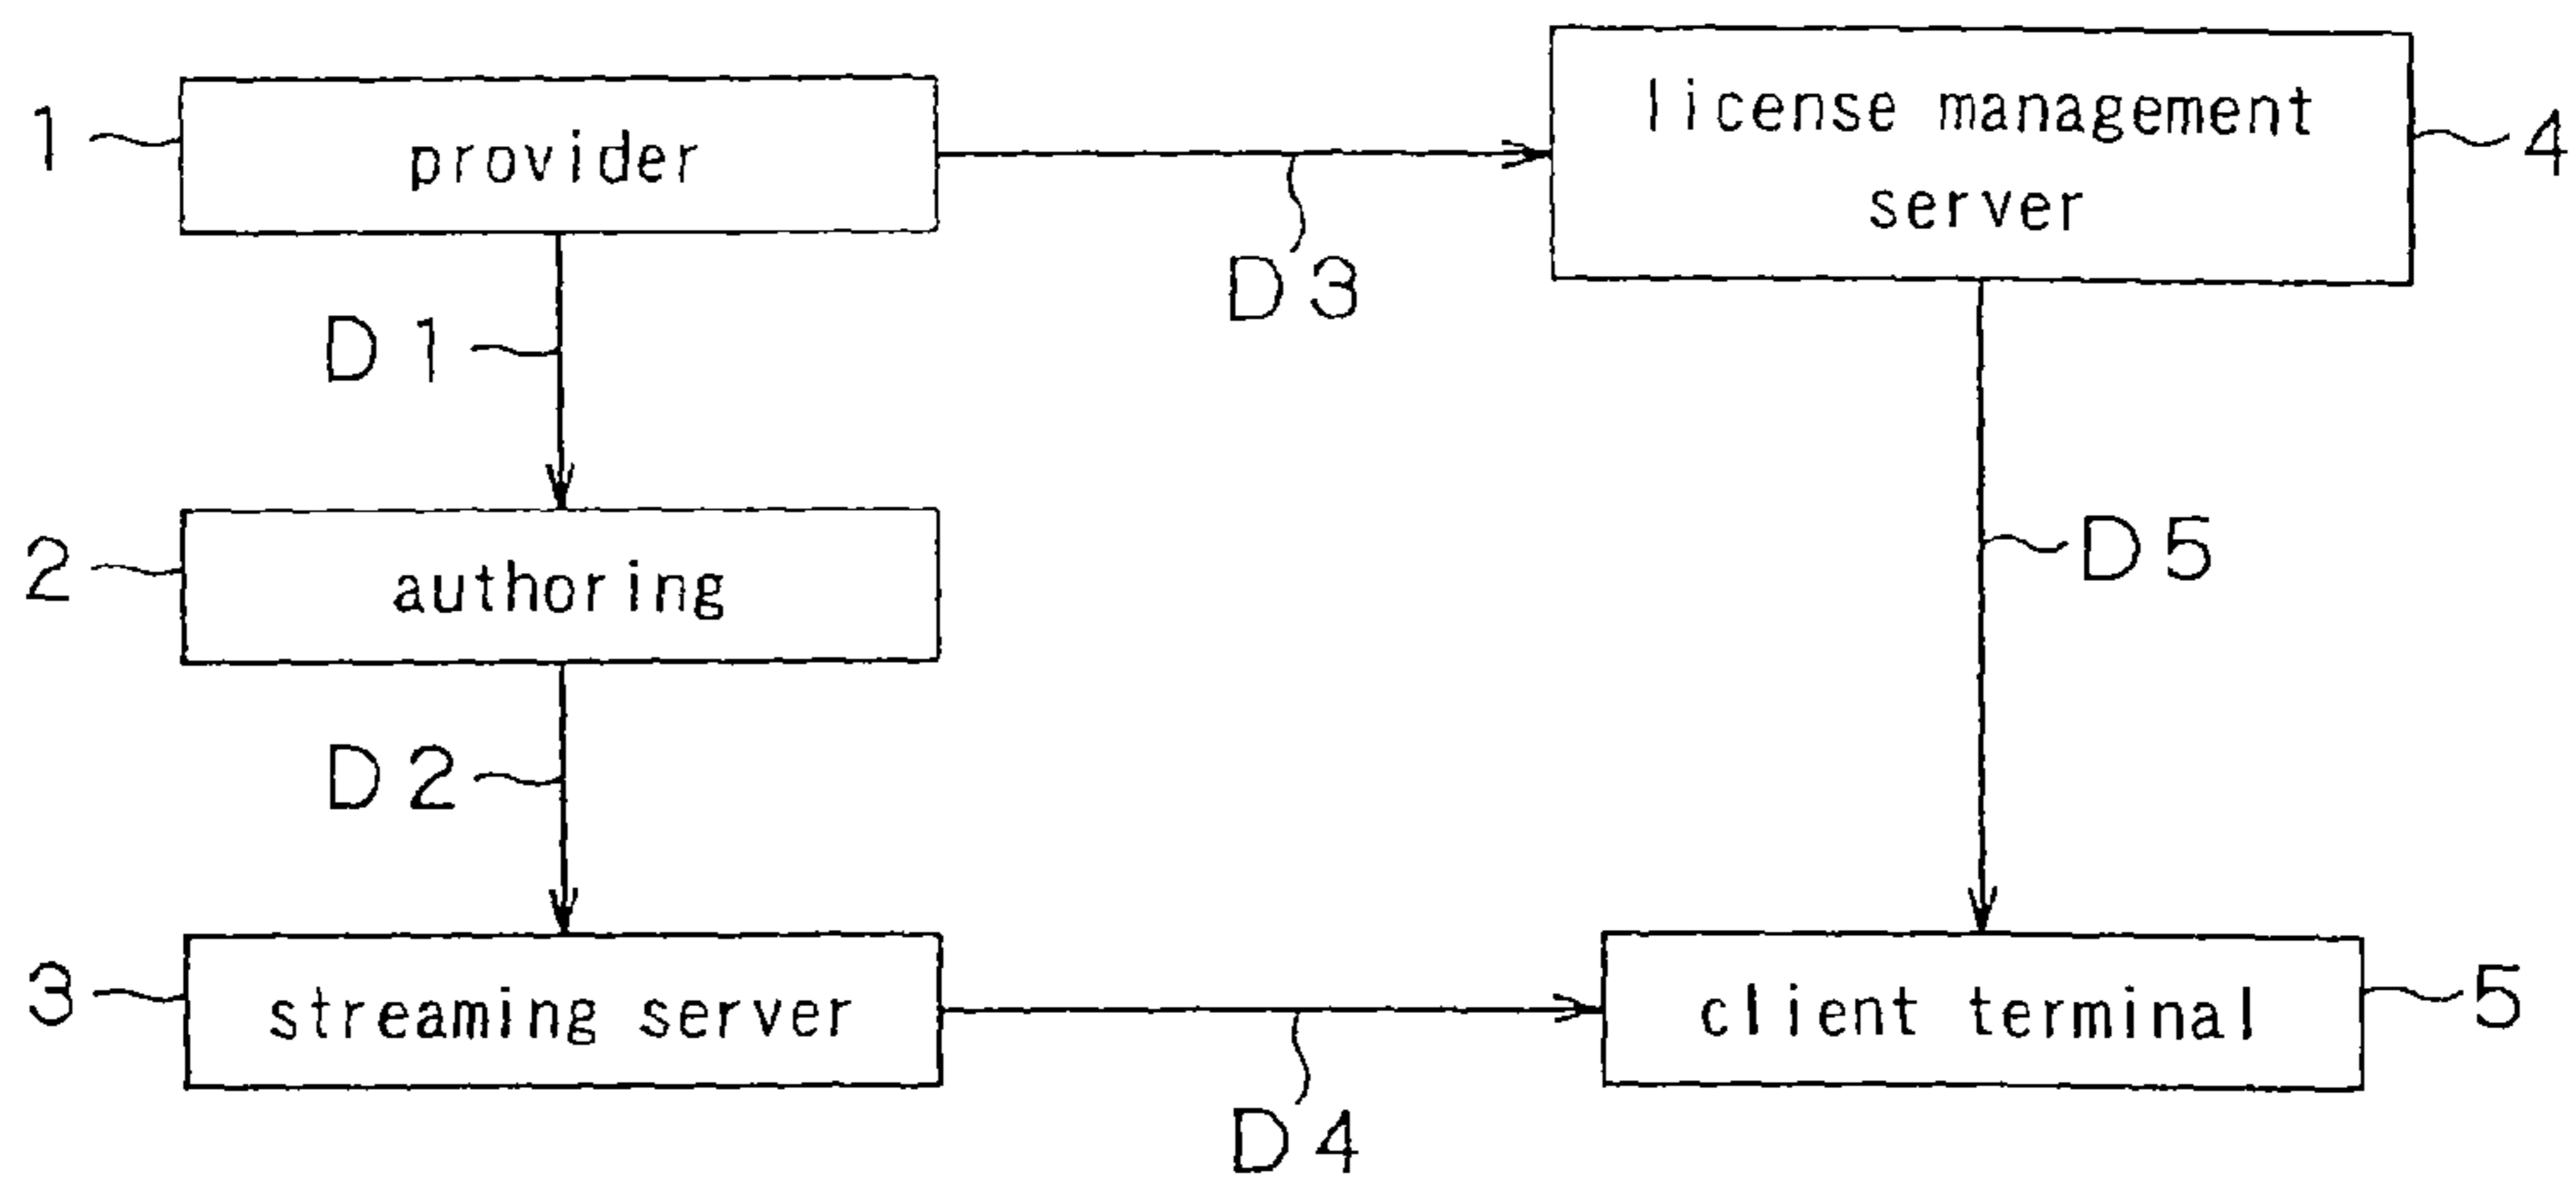 1
provider
license management
server
4
D3
D1
2
authoring
D5
D2
3
streaming server
client terminal
5
D4